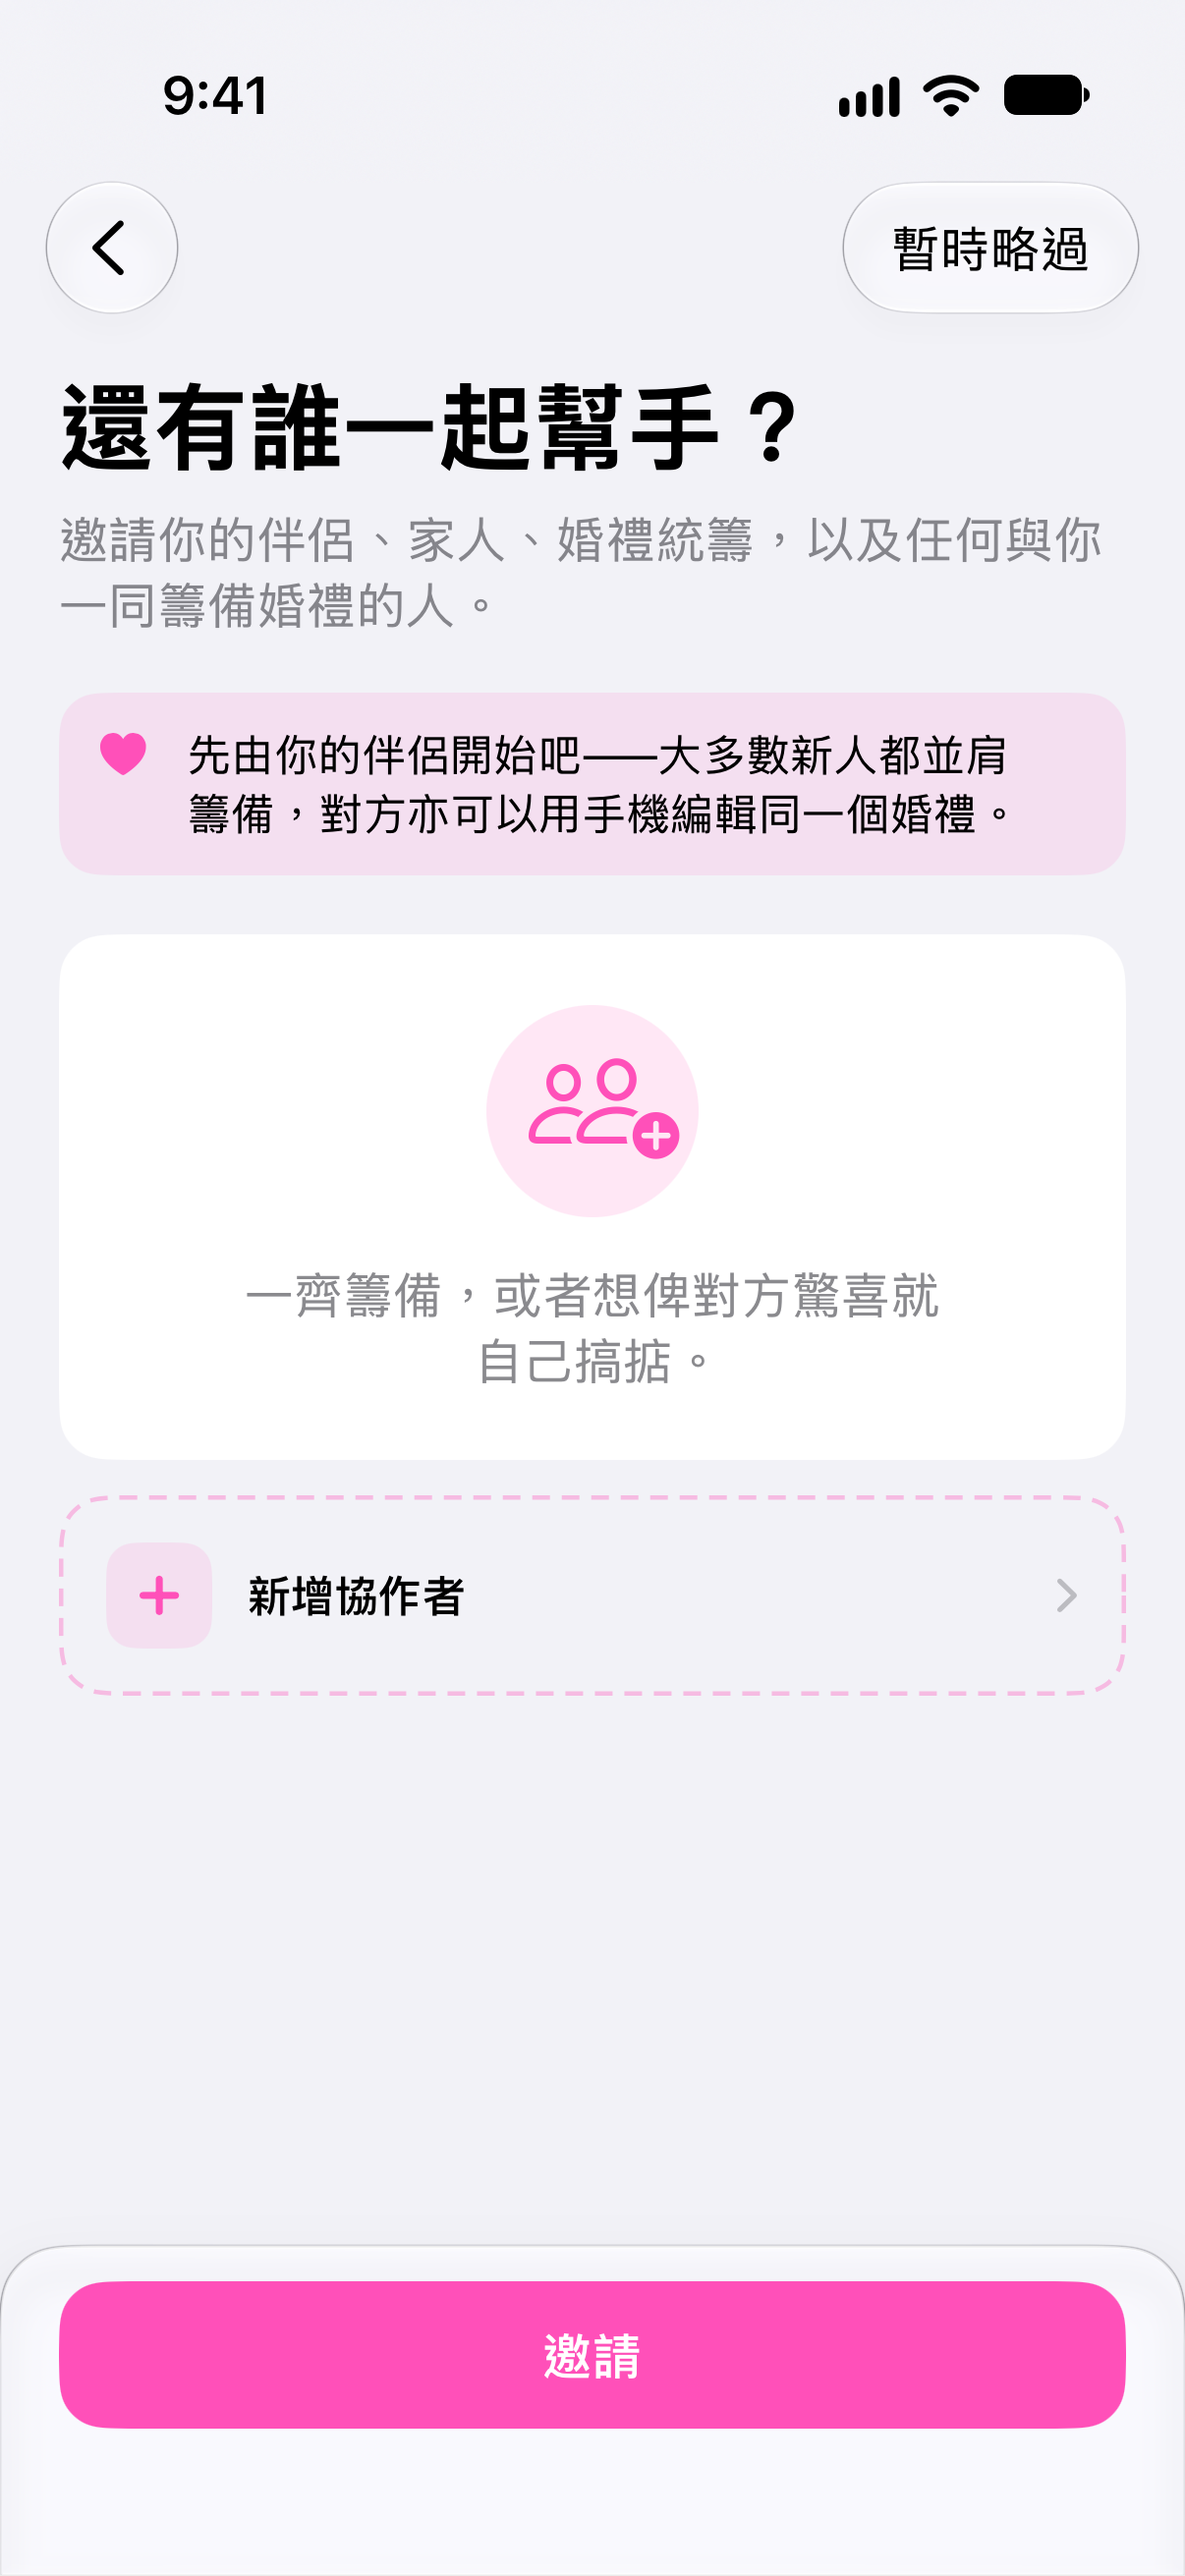 9:41
暫時略過
還有誰一起幫手？
邀請你的伴侶、家人、婚禮統籌，以及任何與你
一同籌備婚禮的人。
先由你的伴侶開始吧——大多數新人都並肩
籌備，對方亦可以用手機編輯同一個婚禮。
一齊籌備，或者想俾對方驚喜就
自己搞掂。
新增協作者
邀請